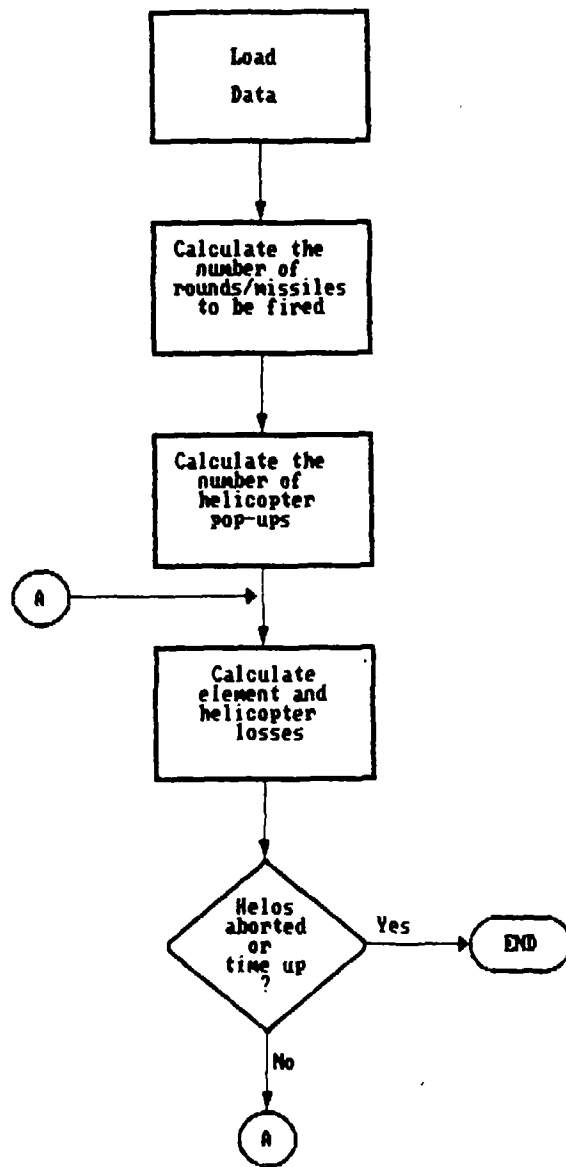 Load
Data
Calculate the
number of
rounds/missiles
to be fired
Calculate the
number of
helicopter
pop-ups
A
Calculate
element and
helicopter
losses
Helos
aborted
or
time up
?
Yes
END
No
A